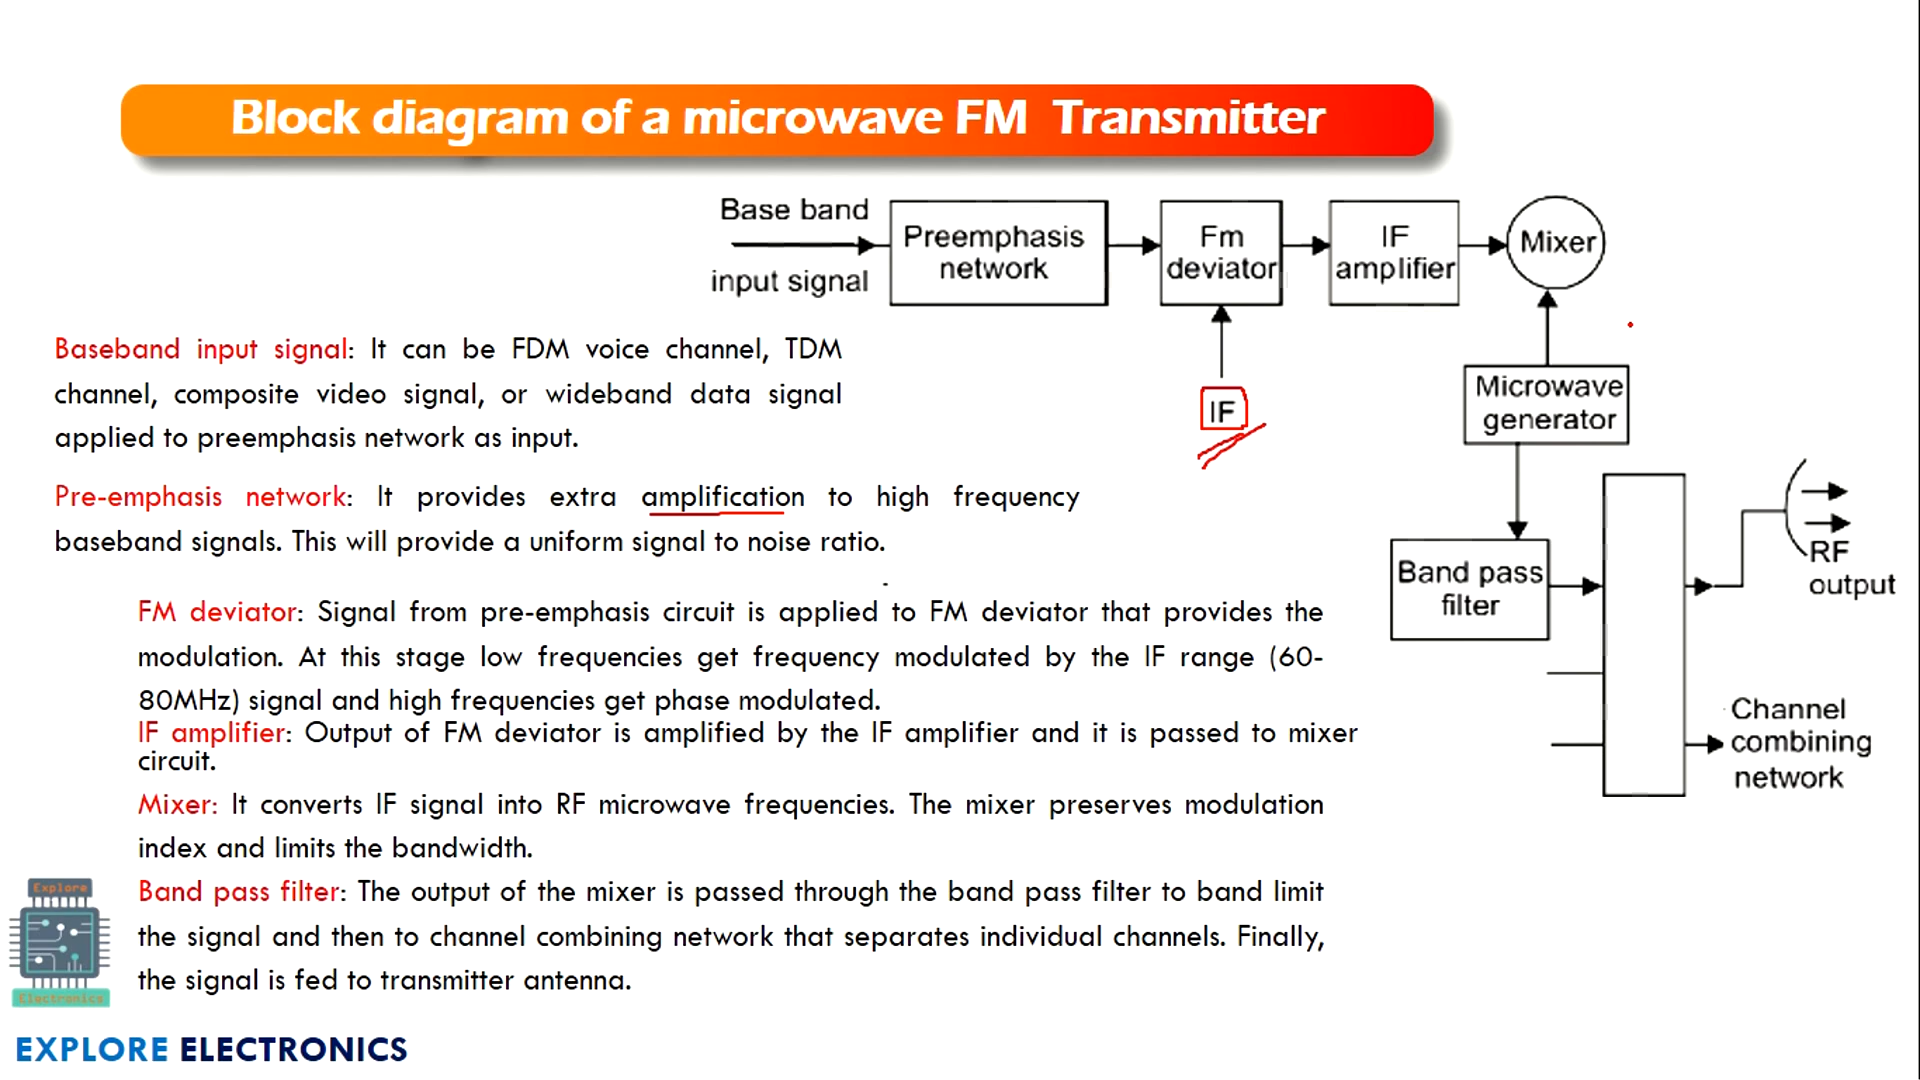 Block diagram of a microwave FM Transmitter
Base band
input signal
Preemphasis
network
Fm
deviator
IF
amplifier
Mixer
IF
Microwave
generator
Band pass
filter
RF
output
Channel
combining
network
Baseband input signal: It can be FDM voice channel, TDM
channel, composite video signal, or wideband data signal
applied to preemphasis network as input.
Pre-emphasis network: It provides extra amplification to high frequency
baseband signals. This will provide a uniform signal to noise ratio.
FM deviator: Signal from pre-emphasis circuit is applied to FM deviator that provides the
modulation. At this stage low frequencies get frequency modulated by the IF range (60-
80MHz) signal and high frequencies get phase modulated.
IF amplifier: Output of FM deviator is amplified by the IF amplifier and it is passed to mixer
circuit.
Mixer: It converts IF signal into RF microwave frequencies. The mixer preserves modulation
index and limits the bandwidth.
Band pass filter: The output of the mixer is passed through the band pass filter to band limit
the signal and then to channel combining network that separates individual channels. Finally,
the signal is fed to transmitter antenna.
Explore
Electronics
EXPLORE ELECTRONICS